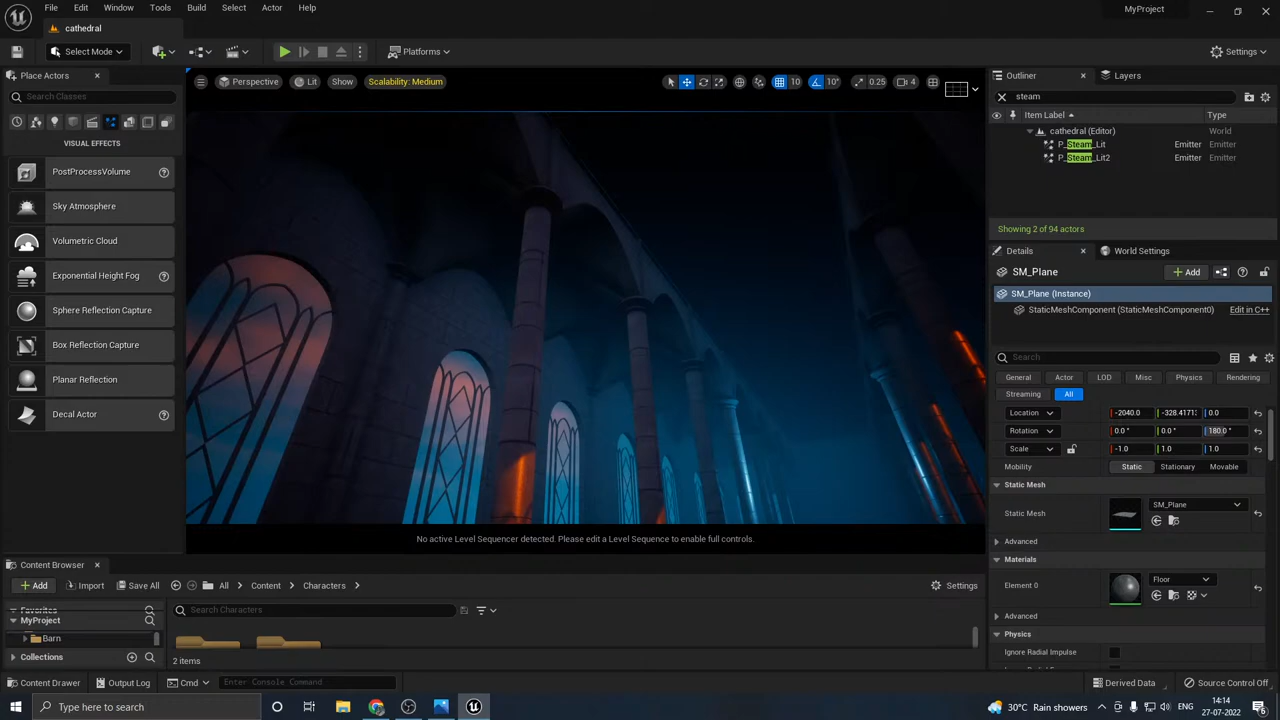 File Edit Window Tools Build Select Actor Help
MyProject
cathedral
Select Mode
Platforms
Settings
Place Actors
Perspective Lit Show Scalability: Medium
10 10° 0.25 4
Outliner Layers
Search Classes
steam
Item Label Type
cathedral (Editor) World
P_Steam_Lit Emitter
P_Steam_Lit2 Emitter
VISUAL EFFECTS
PostProcessVolume
Sky Atmosphere
Volumetric Cloud
Exponential Height Fog
Sphere Reflection Capture
Box Reflection Capture
Planar Reflection
Decal Actor
Showing 2 of 94 actors
Details World Settings
SM_Plane Add
SM_Plane (Instance)
StaticMeshComponent (StaticMeshComponent0) Edit in C++
Search
General Actor LOD Misc Physics Rendering
Streaming All
Location -2040.0 -328.4171 0.0
Rotation 0.0 ° 0.0 ° 180.0 °
Scale -1.0 1.0 1.0
Mobility Static Stationary Movable
Static Mesh
Static Mesh SM_Plane
Advanced
Materials
Element 0 Floor
Advanced
Physics
Ignore Radial Impulse
No active Level Sequencer detected. Please edit a Level Sequence to enable full controls.
Content Browser
Add Import Save All All Content Characters Settings
Favorites
Search Characters
MyProject
Barn
Collections
2 items
Content Drawer Output Log Cmd Enter Console Command Derived Data Source Control Off
Type here to search
30°C Rain showers
14:14
27-07-2022